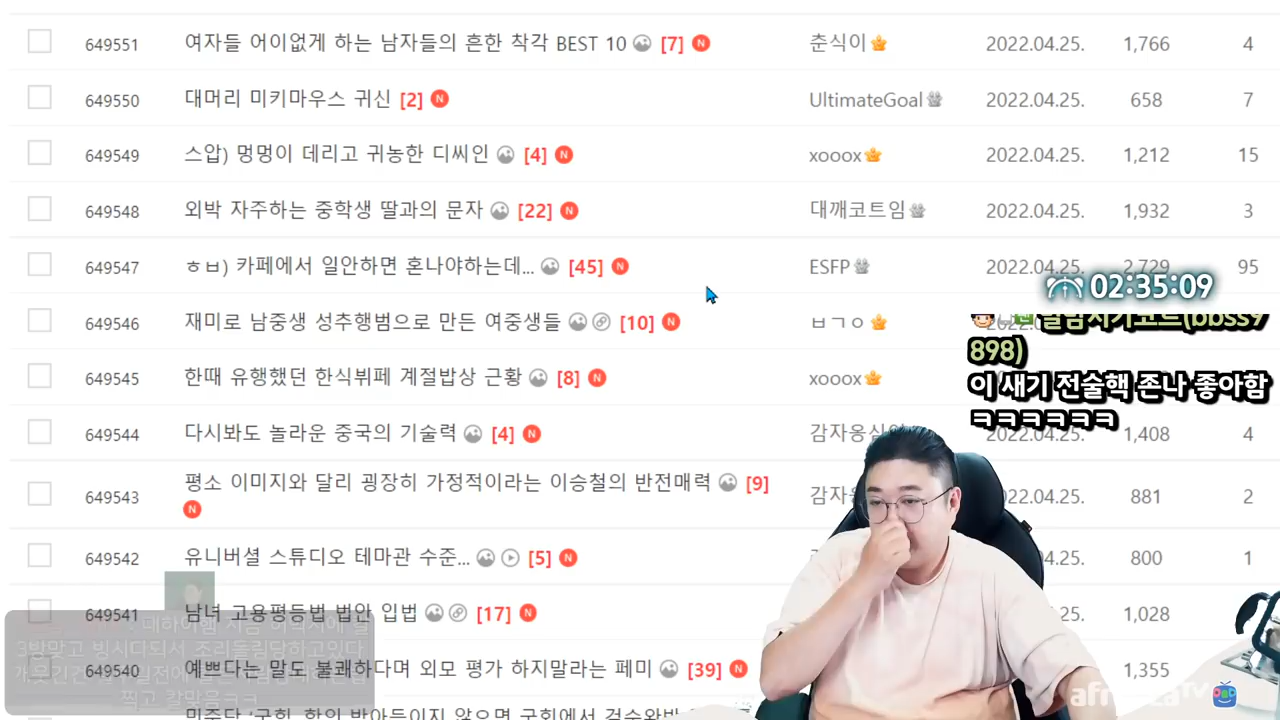 649551 여자들 어이없게 하는 남자들의 흔한 착각 BEST 10 [7] N 춘식이 2022.04.25. 1,766 4
649550 대머리 미키마우스 귀신 [2] N UltimateGoal 2022.04.25. 658 7
649549 스압) 멍멍이 데리고 귀농한 디씨인 [4] N xooox 2022.04.25. 1,212 15
649548 외박 자주하는 중학생 딸과의 문자 [22] N 대깨코트임 2022.04.25. 1,932 3
649547 ㅎㅂ) 카페에서 일안하면 혼나야하는데... [45] N ESFP 2022.04.25. 2,729 95
02:35:09
649546 재미로 남중생 성추행범으로 만든 여중생들 [10] N ㅂㄱㅇ
898)
649545 한때 유행했던 한식뷔페 계절밥상 근황 [8] N xooox
이 새기 전술핵 존나 좋아함
ㅋㅋㅋㅋㅋㅋ
649544 다시봐도 놀라운 중국의 기술력 [4] N 2022.04.25. 1,408 4
649543 평소 이미지와 달리 굉장히 가정적이라는 이승철의 반전매력 [9] 881 2
N
649542 유니버셜 스튜디오 테마관 수준... [5] N 800 1
649541 남녀 고용평등법 법안 입법 [17] N 1,028
649540 예쁘다는 말도 불쾌하다며 외모 평가 하지말라는 페미 [39] N 1,355
afreecaTV